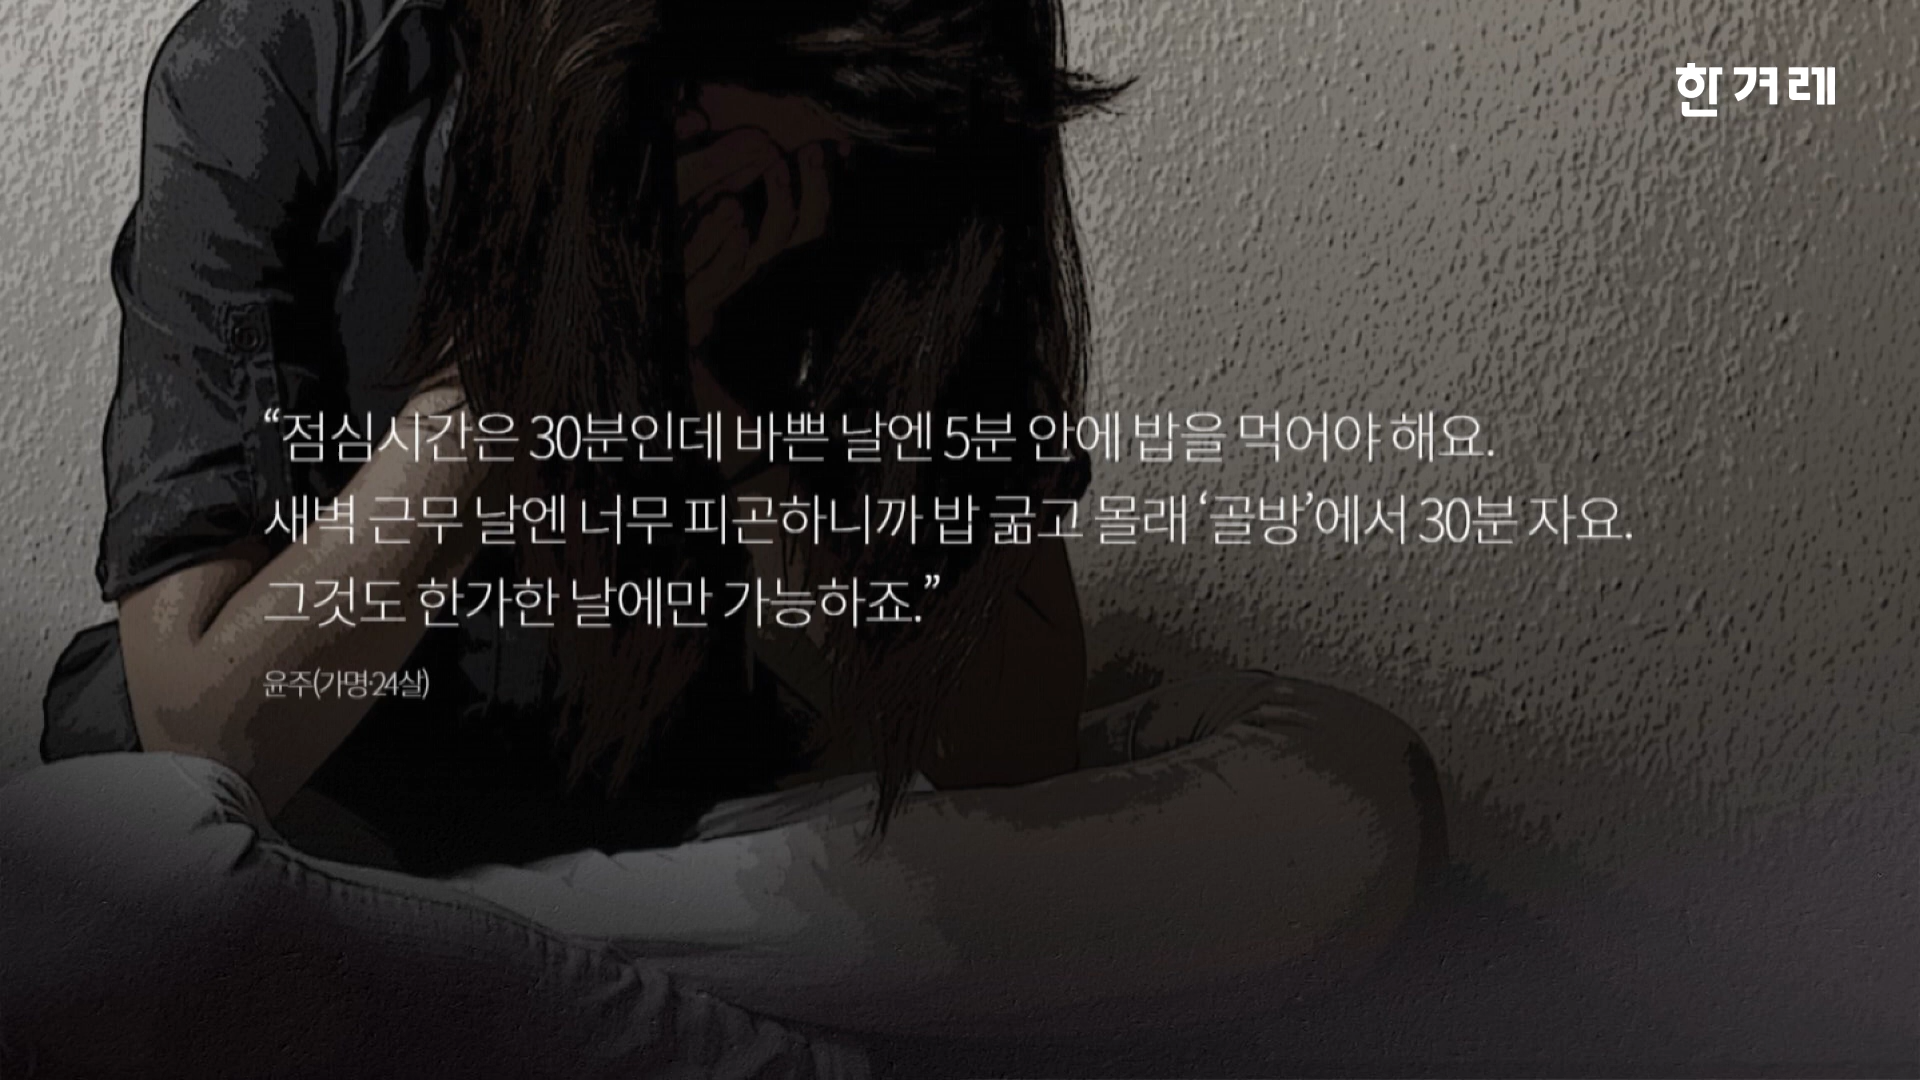 한겨레
“점심시간은 30분인데 바쁜 날엔 5분 안에 밥을 먹어야 해요.
새벽 근무 날엔 너무 피곤하니까 밥 굶고 몰래 ‘골방’에서 30분 자요.
그것도 한가한 날에만 가능하죠.”
윤주(가명·24살)